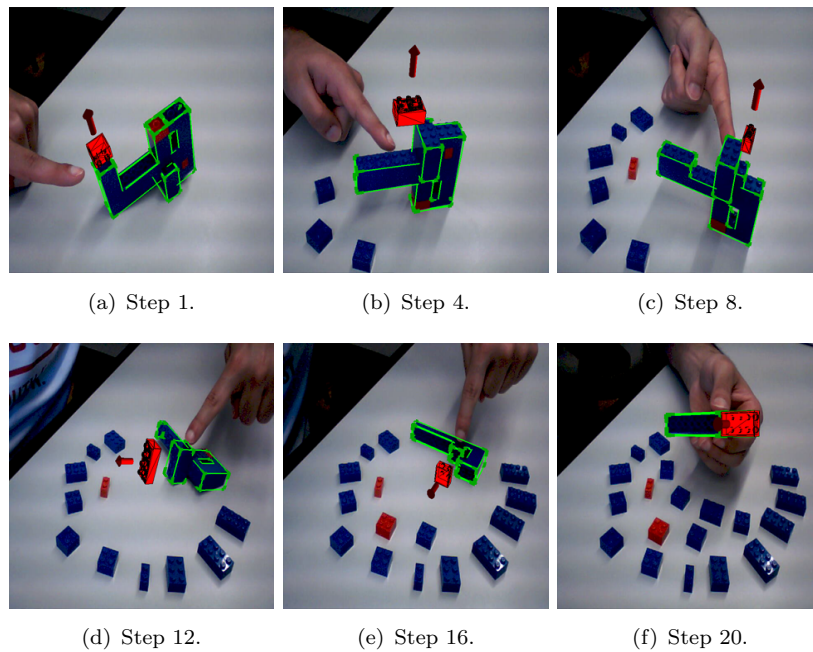 (a) Step 1.
(b) Step 4.
(c) Step 8.
(d) Step 12.
(e) Step 16.
(f) Step 20.